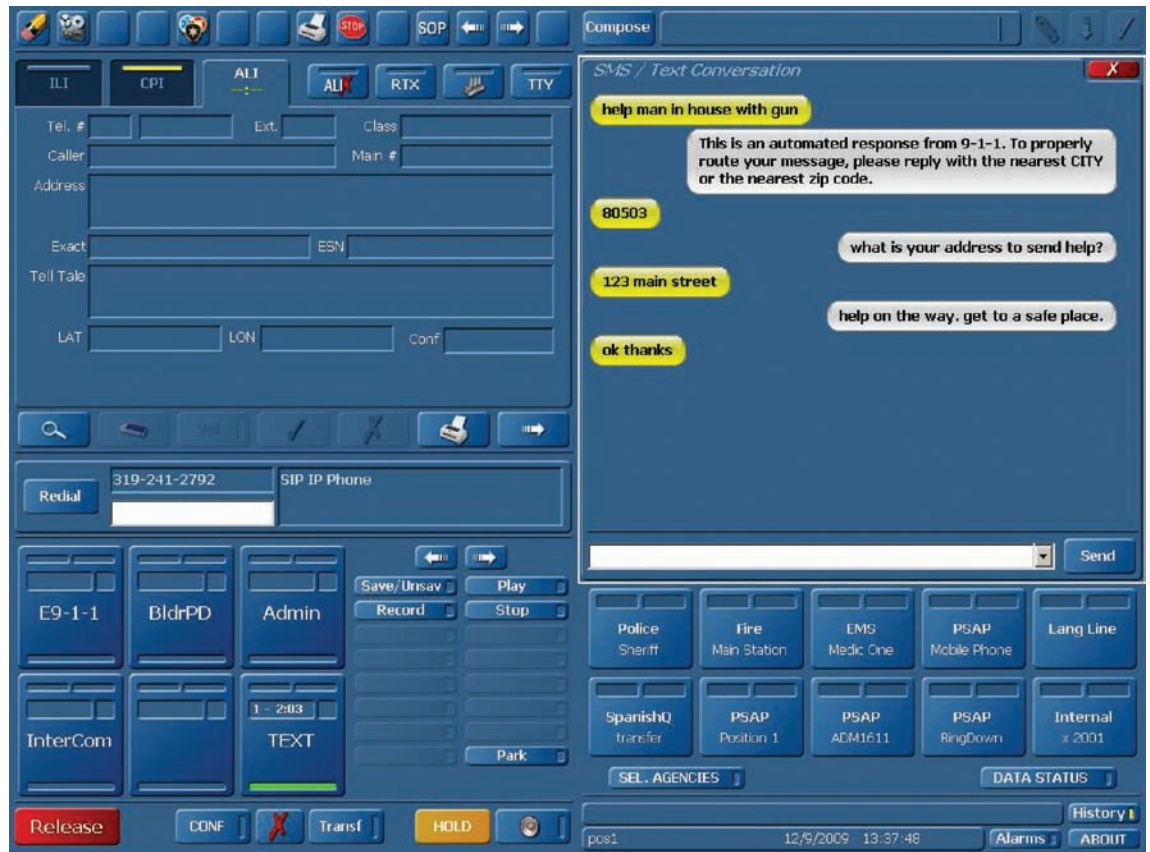 STOP
SOP
Compose
ILI
CPI
ALI
--:--
ALI
RTX
TTY
Tel. #
Ext.
Class
Caller
Main #
Address
Exact
ESN
Tell Tale
LAT
LON
Conf
Vol
Redial
319-241-2792
SIP IP Phone
SMS / Text Conversation
X
help man in house with gun
This is an automated response from 9-1-1. To properly
route your message, please reply with the nearest CITY
or the nearest zip code.
80503
what is your address to send help?
123 main street
help on the way. get to a safe place.
ok thanks
Send
E9-1-1
BldrPD
Admin
Save/Unsav
Play
Record
Stop
InterCom
1 - 2:03
TEXT
Park
Police
Sheriff
Fire
Main Station
EMS
Medic One
PSAP
Mobile Phone
Lang Line
SpanishQ
transfer
PSAP
Position 1
PSAP
ADM1611
PSAP
RingDown
Internal
x 2001
SEL. AGENCIES
DATA STATUS
Release
CONF
Transf
HOLD
History
pos1
12/9/2009 13:37:48
Alarms
ABOUT